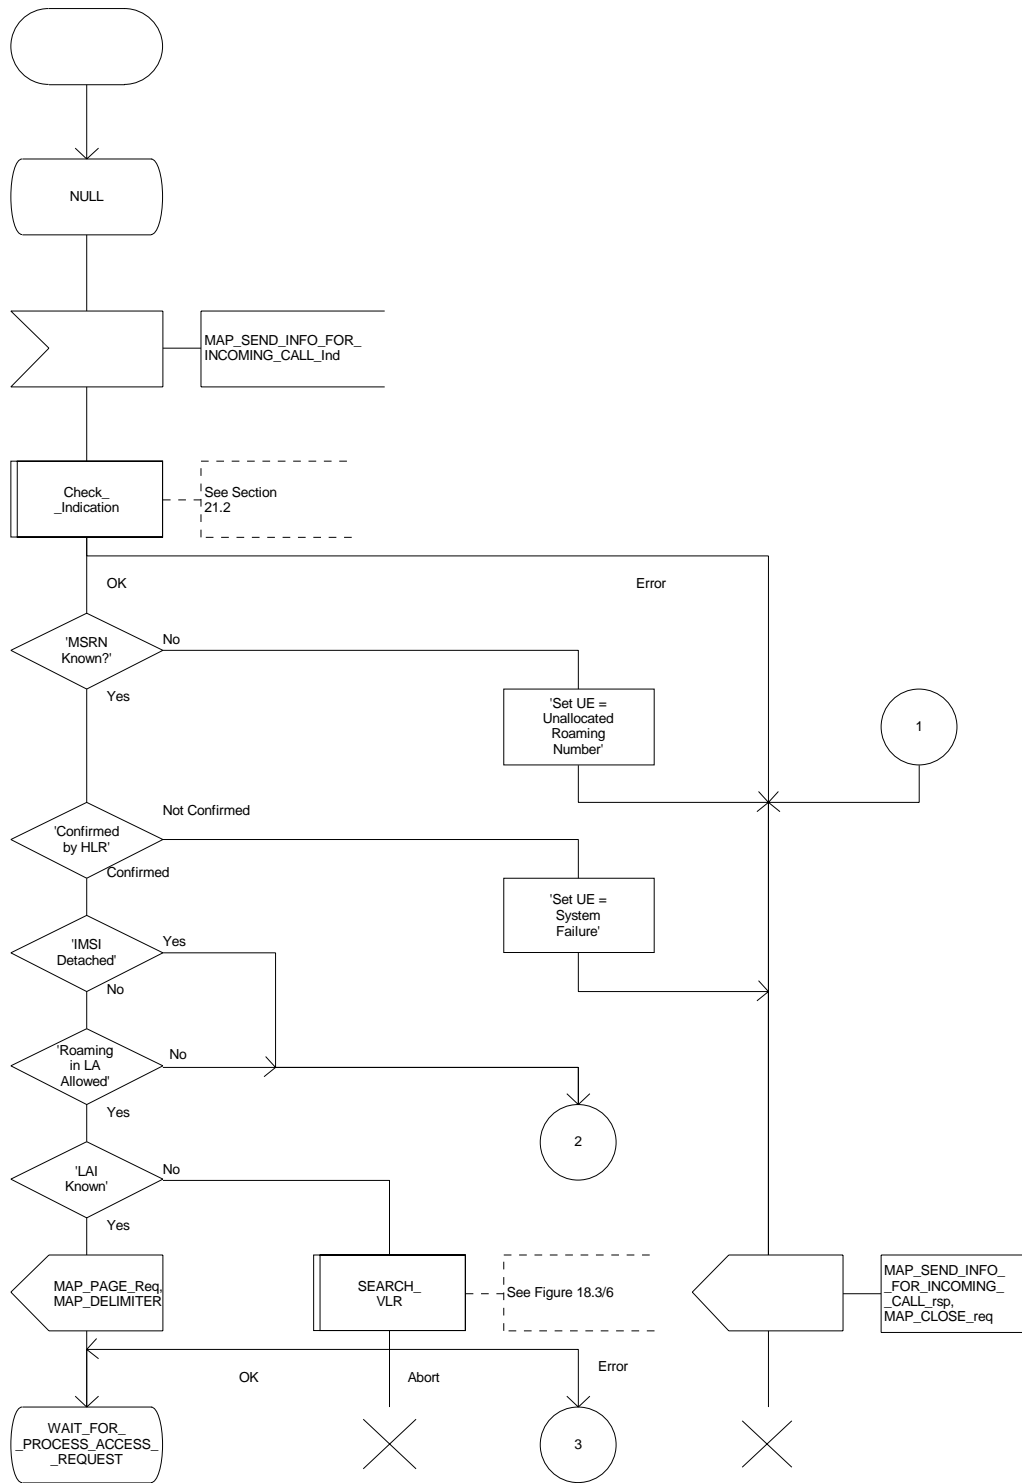 NULL
MAP_SEND_INFO_FOR_
INCOMING_CALL_Ind
Check_
_Indication
See Section
21.2
OK
Error
'MSRN
Known?'
No
Yes
'Set UE =
Unallocated
Roaming
Number'
1
Not Confirmed
'Confirmed
by HLR'
Confirmed
'Set UE =
System
Failure'
'IMSI
Detached'
Yes
No
'Roaming
in LA
Allowed'
No
Yes
2
'LAI
Known'
No
Yes
MAP_PAGE_Req,
MAP_DELIMITER
SEARCH_
VLR
See Figure 18.3/6
MAP_SEND_INFO_
_FOR_INCOMING_
_CALL_rsp,
MAP_CLOSE_req
OK
Abort
Error
WAIT_FOR_
_PROCESS_ACCESS_
_REQUEST
3